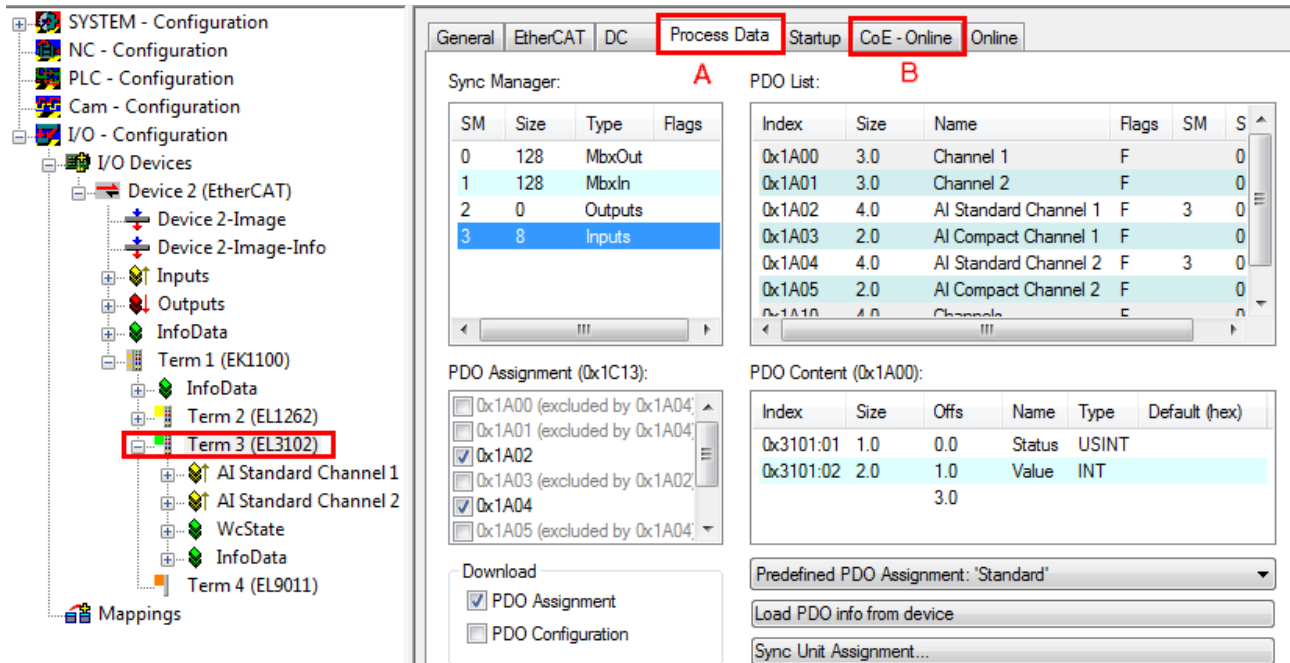 SYSTEM - Configuration
NC - Configuration
PLC - Configuration
Cam - Configuration
I/O - Configuration
I/O Devices
Device 2 (EtherCAT)
Device 2-Image
Device 2-Image-Info
Inputs
Outputs
InfoData
Term 1 (EK1100)
InfoData
Term 2 (EL1262)
Term 3 (EL3102)
AI Standard Channel 1
AI Standard Channel 2
WcState
InfoData
Term 4 (EL9011)
Mappings
General EtherCAT DC Process Data Startup CoE - Online Online
A B
Sync Manager:
SM Size Type Flags
0 128 MbxOut
1 128 MbxIn
2 0 Outputs
3 8 Inputs
PDO List:
Index Size Name Flags SM S
0x1A00 3.0 Channel 1 F 0
0x1A01 3.0 Channel 2 F 0
0x1A02 4.0 AI Standard Channel 1 F 3 0
0x1A03 2.0 AI Compact Channel 1 F 0
0x1A04 4.0 AI Standard Channel 2 F 3 0
0x1A05 2.0 AI Compact Channel 2 F 0
0x1A10 4.0 Channels F 0
PDO Assignment (0x1C13):
0x1A00 (excluded by 0x1A04)
0x1A01 (excluded by 0x1A04)
0x1A02
0x1A03 (excluded by 0x1A02)
0x1A04
0x1A05 (excluded by 0x1A04)
PDO Content (0x1A00):
Index Size Offs Name Type Default (hex)
0x3101:01 1.0 0.0 Status USINT
0x3101:02 2.0 1.0 Value INT
3.0
Download
PDO Assignment
PDO Configuration
Predefined PDO Assignment: 'Standard'
Load PDO info from device
Sync Unit Assignment...